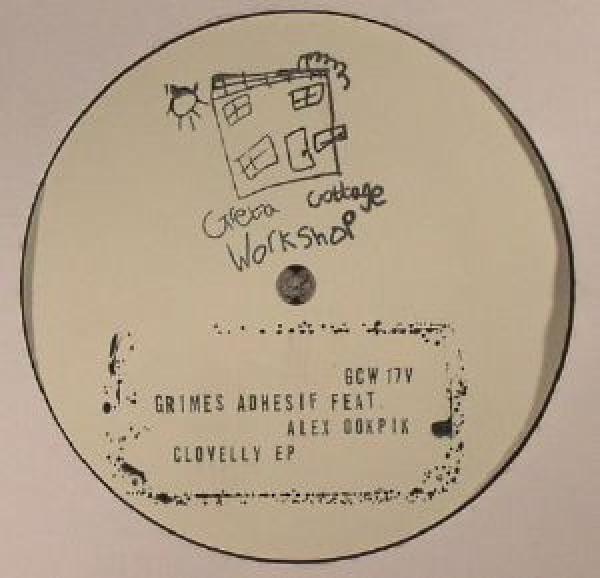 Greta Cottage
Workshop
GCW 17V
GRIMES ADHESIF FEAT.
ALEX OOKPIK
CLOVELLY EP